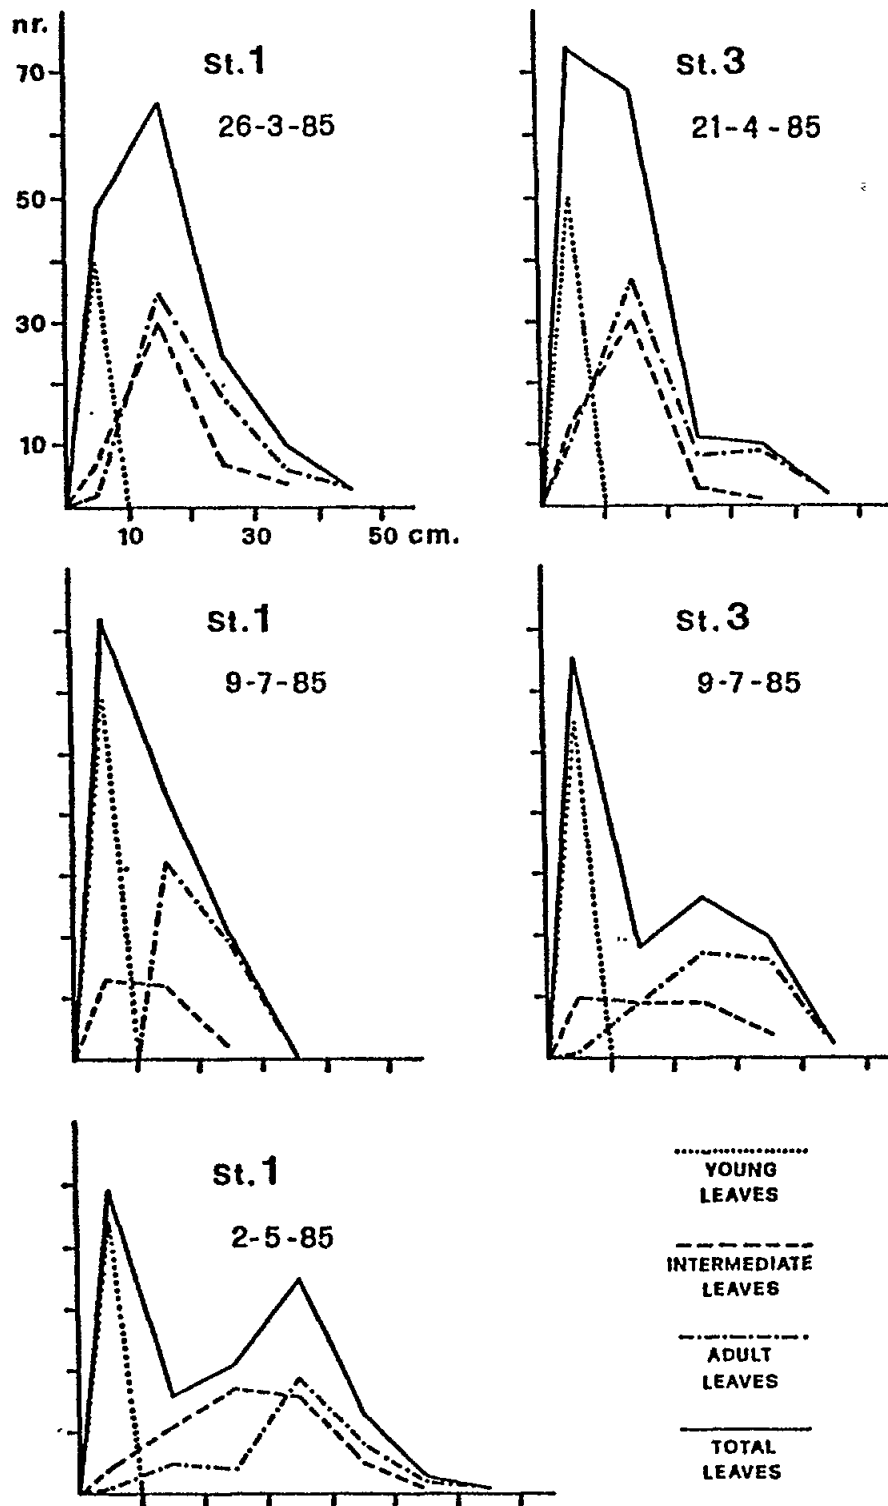 nr.
St.1
26-3-85
70
50
30
10
10 30 50 cm.
St.3
21-4-85
St.1
9-7-85
St.3
9-7-85
St.1
2-5-85
YOUNG
LEAVES
INTERMEDIATE
LEAVES
ADULT
LEAVES
TOTAL
LEAVES